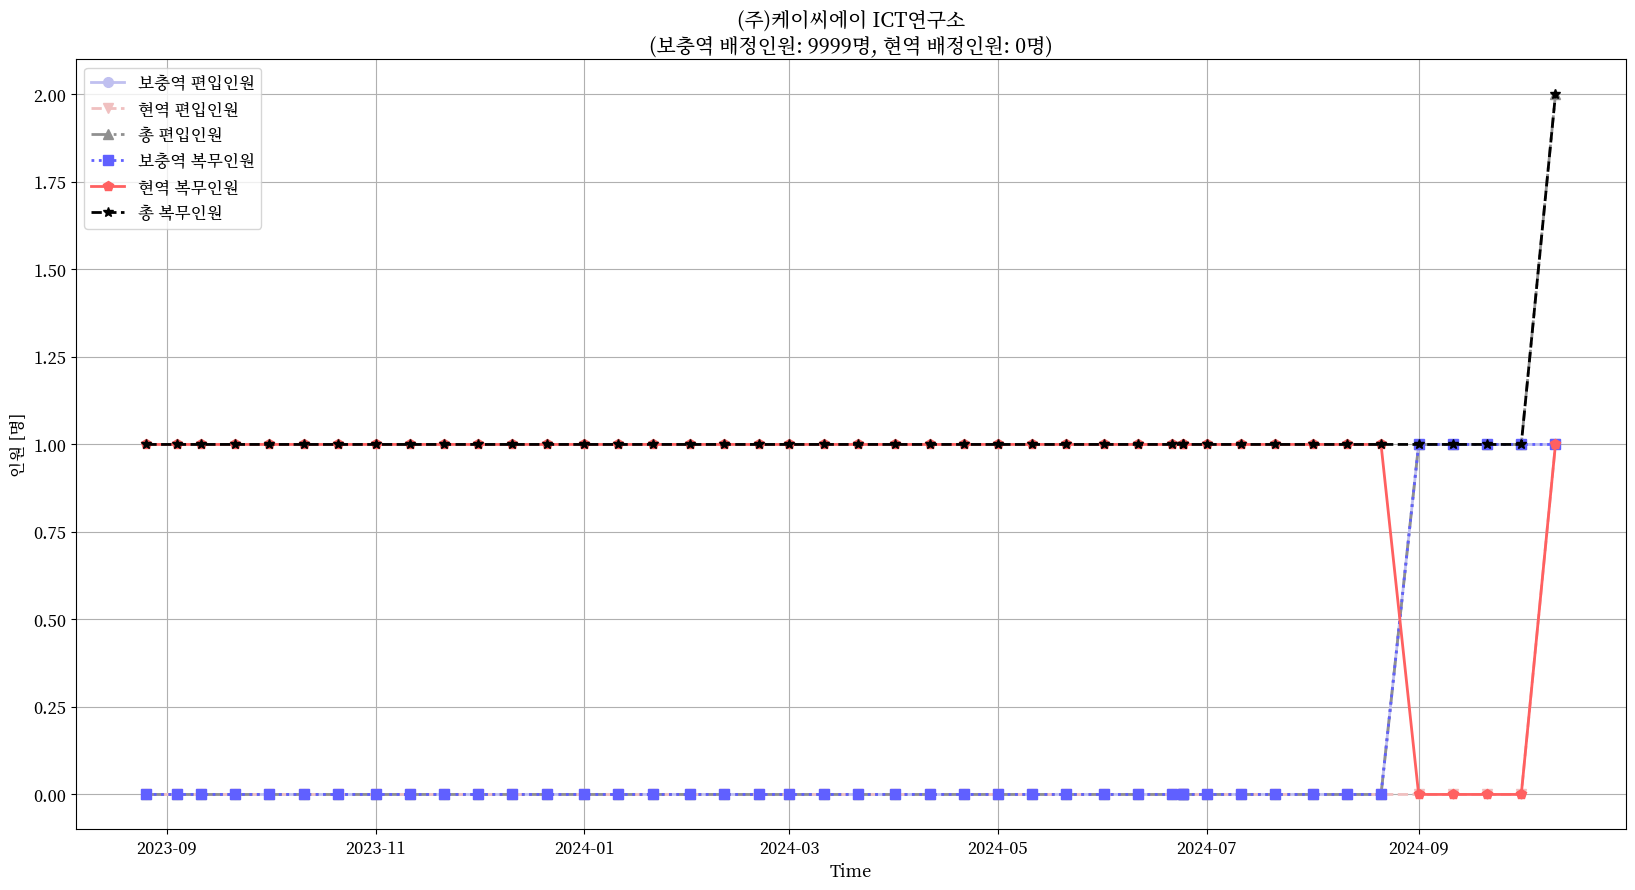 (주)케이씨에이 ICT연구소
(보충역 배정인원: 9999명, 현역 배정인원: 0명)
보충역 편입인원
현역 편입인원
총 편입인원
보충역 복무인원
현역 복무인원
총 복무인원
2.00
1.75
1.50
1.25
1.00
0.75
0.50
0.25
0.00
인원 [명]
2023-09
2023-11
2024-01
2024-03
2024-05
2024-07
2024-09
Time